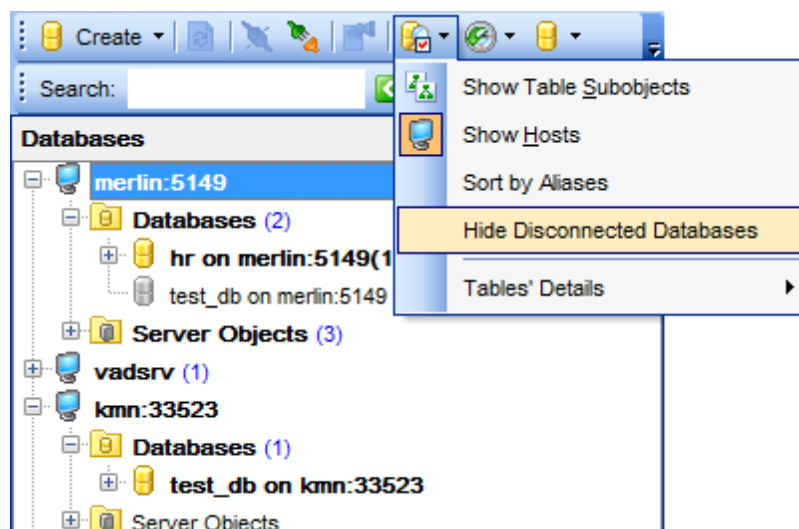 Create
Search:
Show Table Subobjects
Show Hosts
Sort by Aliases
Hide Disconnected Databases
Tables' Details
Databases
merlin:5149
Databases (2)
hr on merlin:5149(1
test_db on merlin:5149
Server Objects (3)
vadsrv (1)
kmn:33523
Databases (1)
test_db on kmn:33523
Server Objects